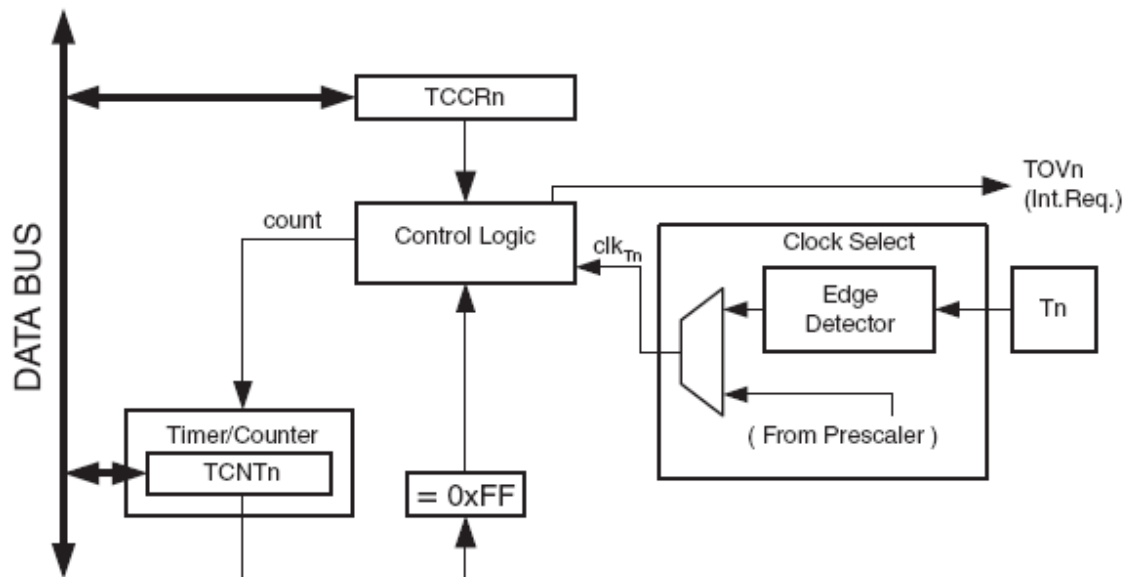 DATA BUS
TCCRn
TOVn
(Int.Req.)
count
Control Logic
clkTn
Clock Select
Edge
Detector
Tn
( From Prescaler )
Timer/Counter
TCNTn
= 0xFF